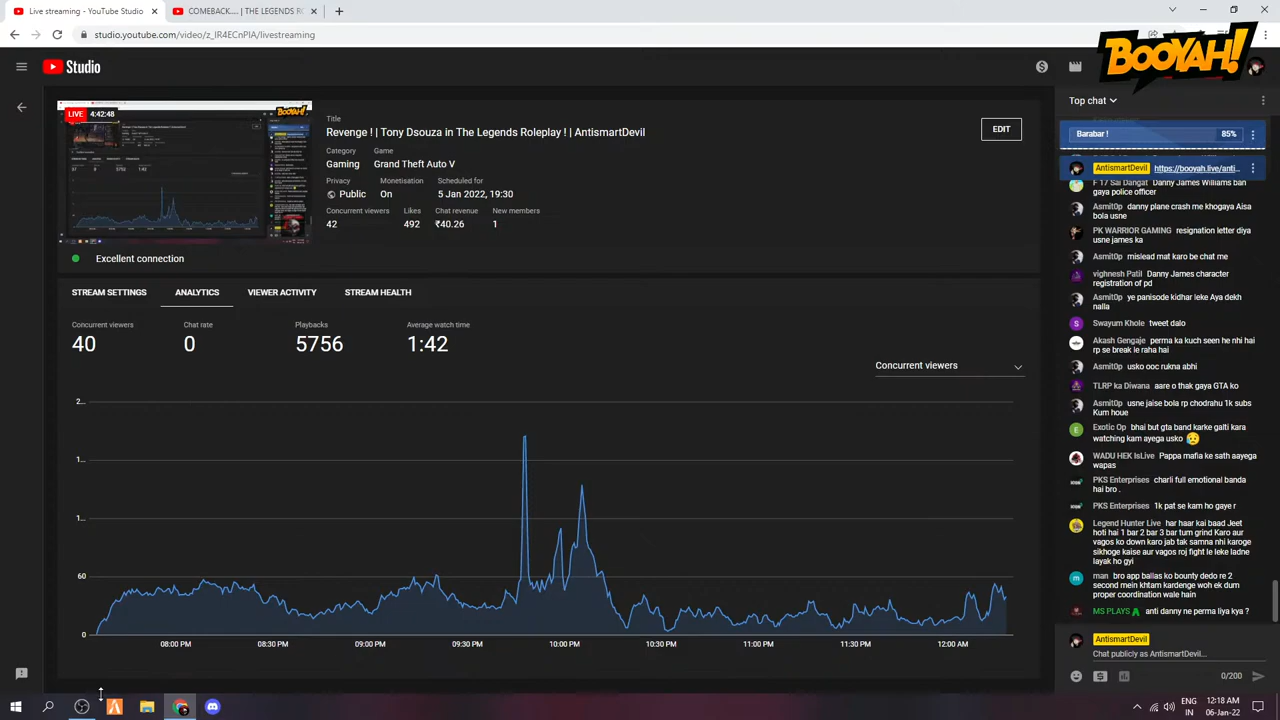 Live streaming - YouTube Studio
COMEBACK.... | THE LEGENDS RO
studio.youtube.com/video/z_IR4ECnPIA/livestreaming
BOOYAH!
Studio
LIVE 4:42:48
Title
Revenge ! | Tony Dsouza in The Legends Roleplay ! | AntismartDevil
EDIT
Category
Game
Gaming
Grand Theft Auto V
Privacy
Monetisation
Scheduled for
Public
On
5 Jan 2022, 19:30
Concurrent viewers
Likes
Chat revenue
New members
42
492
₹40.26
1
Excellent connection
STREAM SETTINGS
ANALYTICS
VIEWER ACTIVITY
STREAM HEALTH
Concurrent viewers
Chat rate
Playbacks
Average watch time
40
0
5756
1:42
Concurrent viewers
2...
1...
1...
60
0
08:00 PM
08:30 PM
09:00 PM
09:30 PM
10:00 PM
10:30 PM
11:00 PM
11:30 PM
12:00 AM
Top chat
Barabar !
85%
AntismartDevil https://booyah.live/anti...
F 17 Sai Dangat Danny James Williams ban
gaya police officer
Asmit0p danny plane crash me khogaya Aisa
bola usne
PK WARRIOR GAMING resignation letter diya
usne james ka
Asmit0p mislead mat karo be chat me
vighnesh Patil Danny James character
registration of pd
Asmit0p ye panisode kidhar leke Aya dekh
nalla
Swayum Khole tweet dalo
Akash Gengaje perma ka kuch seen he nhi hai
rp se break le raha hai
Asmit0p usko ooc rukna abhi
TLRP ka Diwana aare o thak gaya GTA ko
Asmit0p usne jaise bola rp chodrahu 1k subs
Kum houe
Exotic Op bhai but gta band karke galti kara
watching kam ayega usko 😥
WADU HEK IsLive Pappa mafia ke sath aayega
wapas
PKS Enterprises charli full emotional banda
hai bro .
PKS Enterprises 1k pat se kam ho gaye r
Legend Hunter Live har haar kai baad Jeet
hoti hai 1 bar 2 bar 3 bar tum grind Karo aur
vagos ko down karo jab tak samna nhi karoge
sikhoge kaise aur vagos roj fight le leke ladne
layak ho gyi
man bro app ballas ko bounty dedo re 2
second mein khtam kardenge woh ek dum
proper coordination wale hain
MS PLAYS anti danny ne perma liya kya ?
AntismartDevil
Chat publicly as AntismartDevil...
0/200
ENG
IN
12:18 AM
06-Jan-22